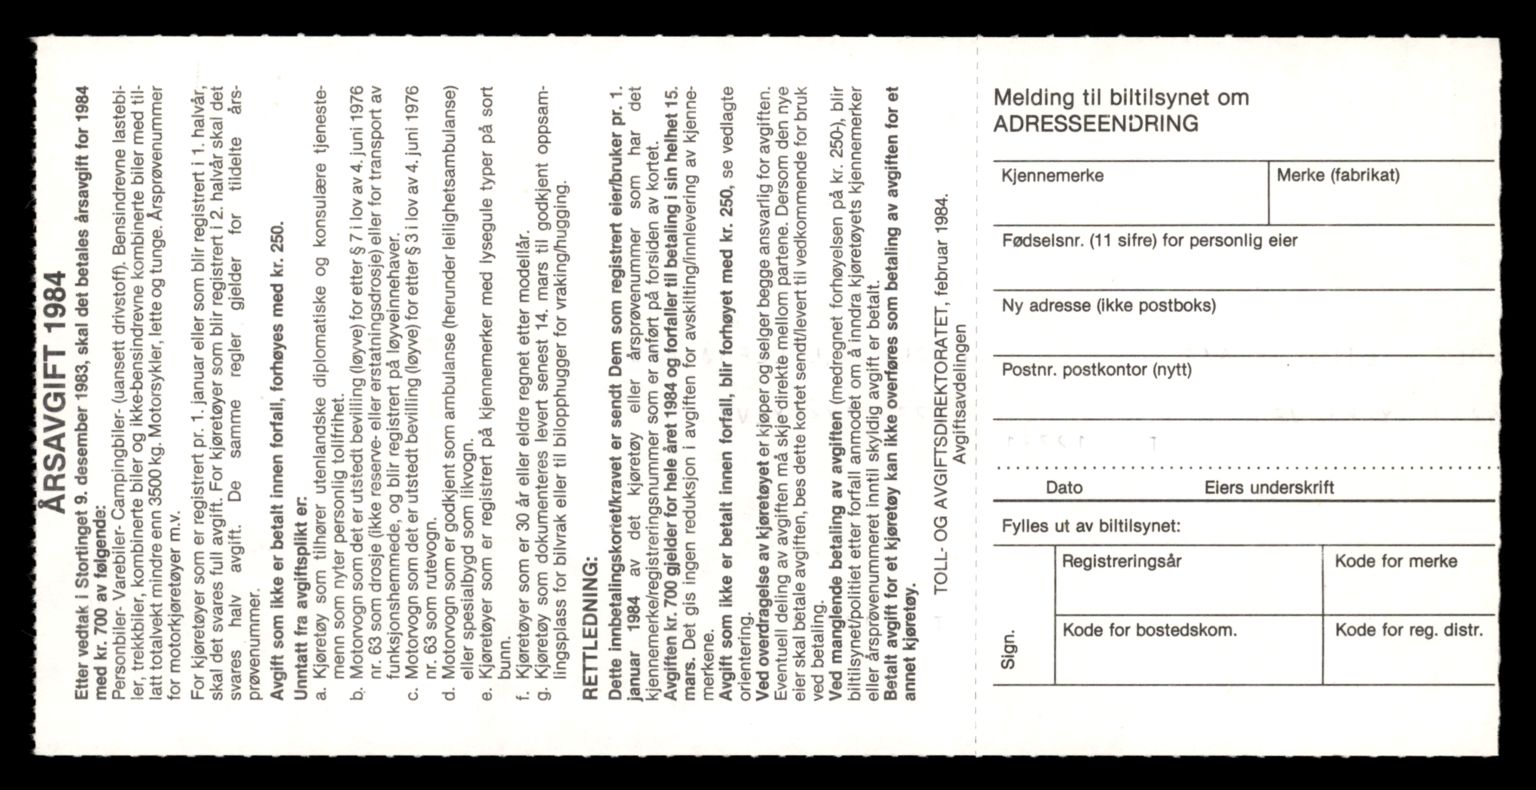 ÅRSAVGIFT 1984
Etter vedtak i Stortinget 9. desember 1983, skal det betales årsavgift for 1984
med kr. 700 av følgende:
Personbiler- Varebiler- Campingbiler- (uansett drivstoff). Bensindrevne lastebi-
ler, trekkbiler, kombinerte biler og ikke-bensindrevne kombinerte biler med til-
latt totalvekt mindre enn 3500 kg. Motorsykler, lette og tunge. Årsprøvenummer
for motorkjøretøyer m.v.
For kjøretøyer som er registrert pr. 1. januar eller som blir registrert i 1. halvår,
skal det svares full avgift. For kjøretøyer som blir registrert i 2. halvår skal det
svares halv avgift. De samme regler gjelder for tildelte års-
prøvenummer.
Avgift som ikke er betalt innen forfall, forhøyes med kr. 250.
Unntatt fra avgiftsplikt er:
a. Kjøretøy som tilhører utenlandske diplomatiske og konsulære tjeneste-
menn som nyter personlig tollfrihet.
b. Motorvogn som det er utstedt bevilling (løyve) for etter § 7 i lov av 4. juni 1976
nr. 63 som drosje (ikke reserve- eller erstatningsdrosje) eller for transport av
funksjonshemmede, og blir registrert på løyveinnehaver.
c. Motorvogn som det er utstedt bevilling (løyve) for etter § 3 i lov av 4. juni 1976
nr. 63 som rutevogn.
d. Motorvogn som er godkjent som ambulanse (herunder leilighetsambulanse)
eller spesialbygd som likvogn.
e. Kjøretøyer som er registrert på kjennemerker med lysegule typer på sort
bunn.
f. Kjøretøyer som er 30 år eller eldre regnet etter modellår.
g. Kjøretøy som dokumenteres levert senest 14. mars til godkjent oppsam-
lingsplass for bilvrak eller til bilopphugger for vraking/hugging.
RETTLEDNING:
Dette innbetalingskortet/kravet er sendt Dem som registrert eier/bruker pr. 1.
januar 1984 av det kjøretøy eller årsprøvenummer som har det
kjennemerke/registreringsnummer som er anført på forsiden av kortet.
Avgiften kr. 700 gjelder for hele året 1984 og forfaller til betaling i sin helhet 15.
mars. Det gis ingen reduksjon i avgiften for avskilting/innlevering av kjenne-
merkene.
Avgift som ikke er betalt innen forfall, blir forhøyet med kr. 250, se vedlagte
orientering.
Ved overdragelse av kjøretøyet er kjøper og selger begge ansvarlig for avgiften.
Eventuell deling av avgiften må skje direkte mellom partene. Dersom den nye
eier skal betale avgiften, bes dette kortet sendt/levert til vedkommende for bruk
ved betaling.
Ved manglende betaling av avgiften (medregnet forhøyelsen på kr. 250-), blir
biltilsynet/politiet etter forfall anmodet om å inndra kjøretøyets kjennemerker
eller årsprøvenummeret inntil skyldig avgift er betalt.
Betalt avgift for et kjøretøy kan ikke overføres som betaling av avgiften for et
annet kjøretøy.
TOLL- OG AVGIFTSDIREKTORATET, februar 1984.
Avgiftsavdelingen
Melding til biltilsynet om
ADRESSEENDRING
Kjennemerke
Merke (fabrikat)
Fødselsnr. (11 sifre) for personlig eier
Ny adresse (ikke postboks)
Postnr. postkontor (nytt)
Dato
Eiers underskrift
Fylles ut av biltilsynet:
Sign.
Registreringsår
Kode for merke
Kode for bostedskom.
Kode for reg. distr.